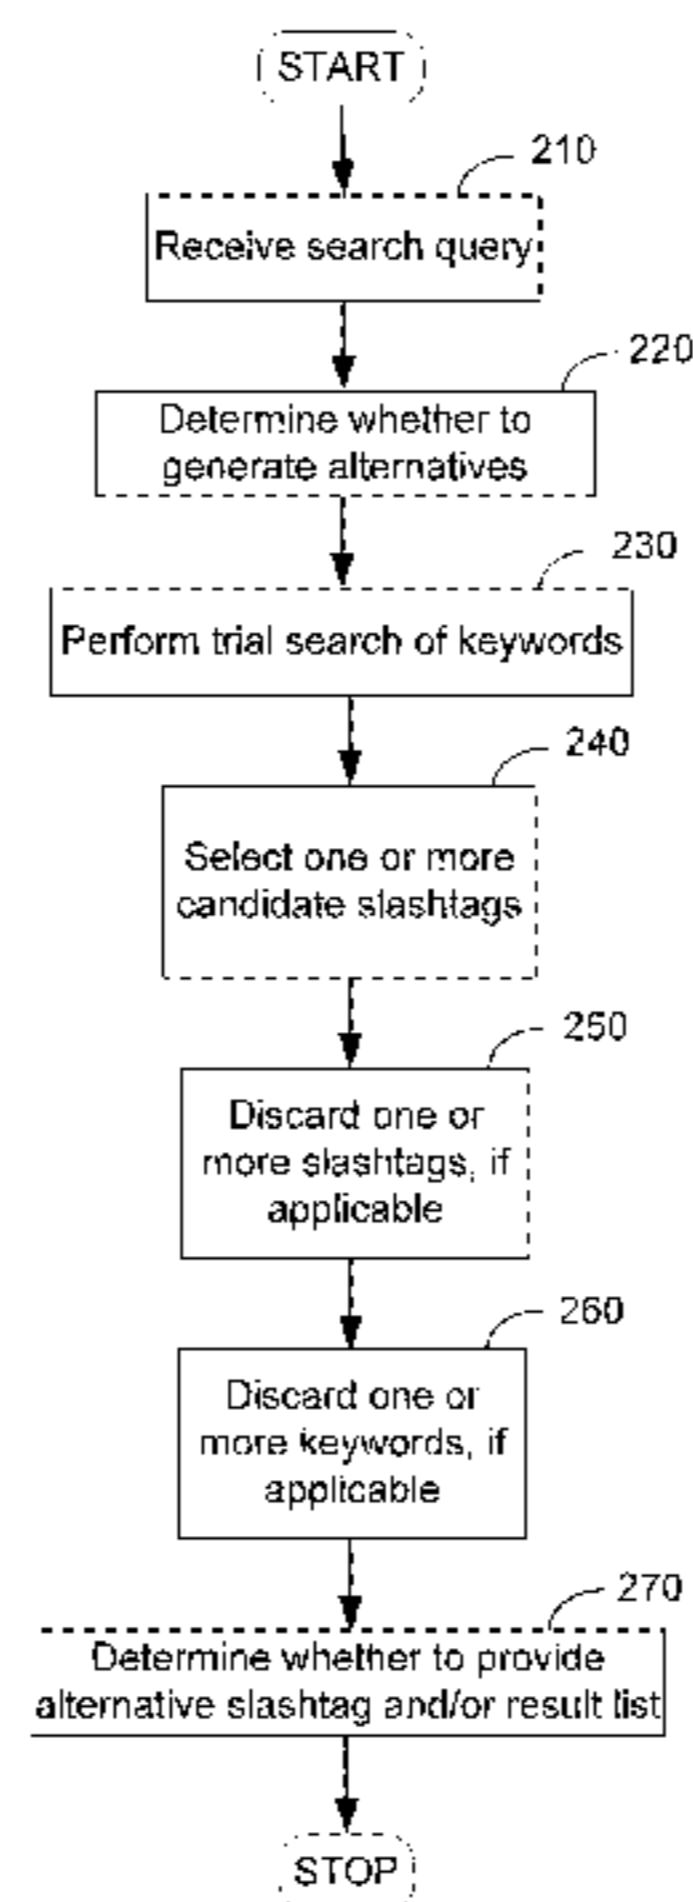 START
210
Receive search query
220
Determine whether to
generate alternatives
230
Perform trial search of keywords
240
Select one or more
candidate slashtags
250
Discard one or
more slashtags, if
applicable
260
Discard one or
more keywords, if
applicable
270
Determine whether to provide
alternative slashtag and/or result list
STOP